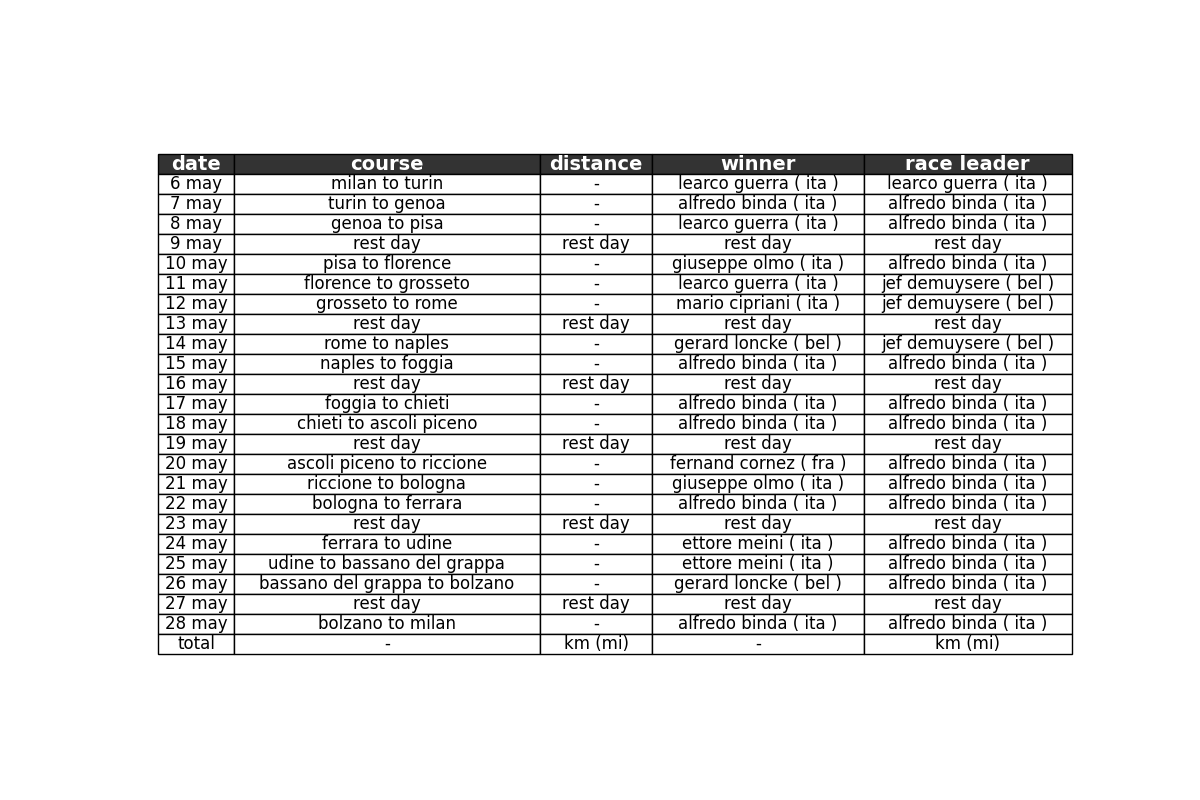 date course distance winner race leader
6 may milan to turin - learco guerra ( ita ) learco guerra ( ita )
7 may turin to genoa - alfredo binda ( ita ) alfredo binda ( ita )
8 may genoa to pisa - learco guerra ( ita ) alfredo binda ( ita )
9 may rest day rest day rest day rest day
10 may pisa to florence - giuseppe olmo ( ita ) alfredo binda ( ita )
11 may florence to grosseto - learco guerra ( ita ) jef demuysere ( bel )
12 may grosseto to rome - mario cipriani ( ita ) jef demuysere ( bel )
13 may rest day rest day rest day rest day
14 may rome to naples - gerard loncke ( bel ) jef demuysere ( bel )
15 may naples to foggia - alfredo binda ( ita ) alfredo binda ( ita )
16 may rest day rest day rest day rest day
17 may foggia to chieti - alfredo binda ( ita ) alfredo binda ( ita )
18 may chieti to ascoli piceno - alfredo binda ( ita ) alfredo binda ( ita )
19 may rest day rest day rest day rest day
20 may ascoli piceno to riccione - fernand cornez ( fra ) alfredo binda ( ita )
21 may riccione to bologna - giuseppe olmo ( ita ) alfredo binda ( ita )
22 may bologna to ferrara - alfredo binda ( ita ) alfredo binda ( ita )
23 may rest day rest day rest day rest day
24 may ferrara to udine - ettore meini ( ita ) alfredo binda ( ita )
25 may udine to bassano del grappa - ettore meini ( ita ) alfredo binda ( ita )
26 may bassano del grappa to bolzano - gerard loncke ( bel ) alfredo binda ( ita )
27 may rest day rest day rest day rest day
28 may bolzano to milan - alfredo binda ( ita ) alfredo binda ( ita )
total - km (mi) - km (mi)